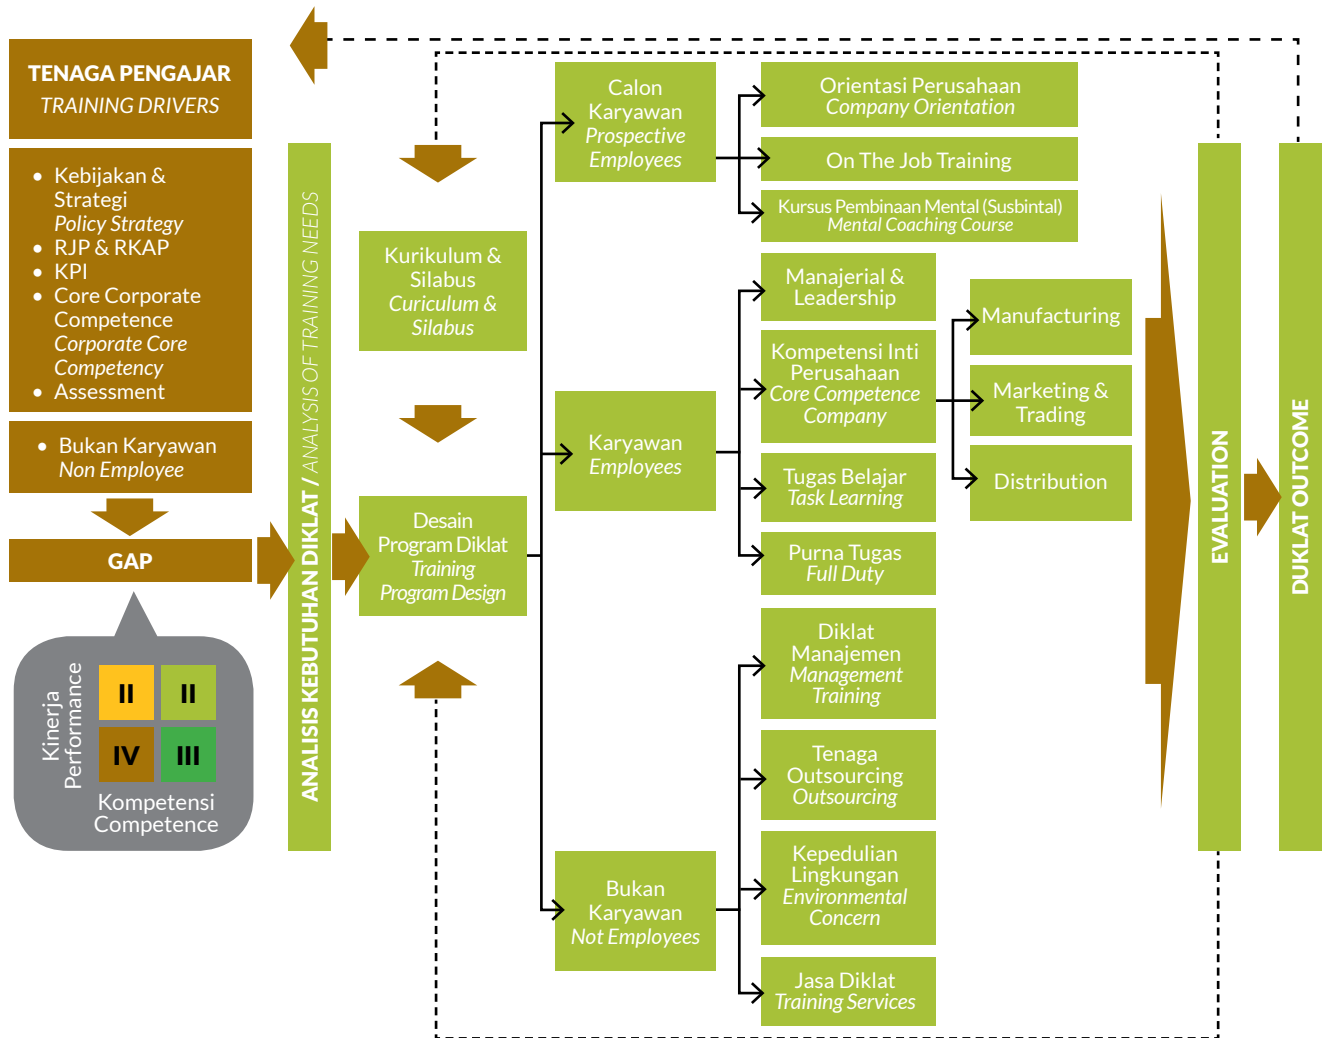 TENAGA PENGAJAR
TRAINING DRIVERS
• Kebijakan &
Strategi
Policy Strategy
• RJP & RKAP
• KPI
• Core Corporate
Competence
Corporate Core
Competency
• Assessment
• Bukan Karyawan
Non Employee
GAP
Kinerja
Performance
II
II
IV
III
Kompetensi
Competence
ANALISIS KEBUTUHAN DIKLAT / ANALYSIS OF TRAINING NEEDS
Kurikulum &
Silabus
Curiculum &
Silabus
Desain
Program Diklat
Training
Program Design
Calon
Karyawan
Prospective
Employees
Orientasi Perusahaan
Company Orientation
On The Job Training
Kursus Pembinaan Mental (Susbintal)
Mental Coaching Course
Karyawan
Employees
Manajerial &
Leadership
Kompetensi Inti
Perusahaan
Core Competence
Company
Tugas Belajar
Task Learning
Purna Tugas
Full Duty
Manufacturing
Marketing &
Trading
Distribution
Bukan
Karyawan
Not Employees
Diklat
Manajemen
Management
Training
Tenaga
Outsourcing
Outsourcing
Kepedulian
Lingkungan
Environmental
Concern
Jasa Diklat
Training Services
EVALUATION
DUKLAT OUTCOME